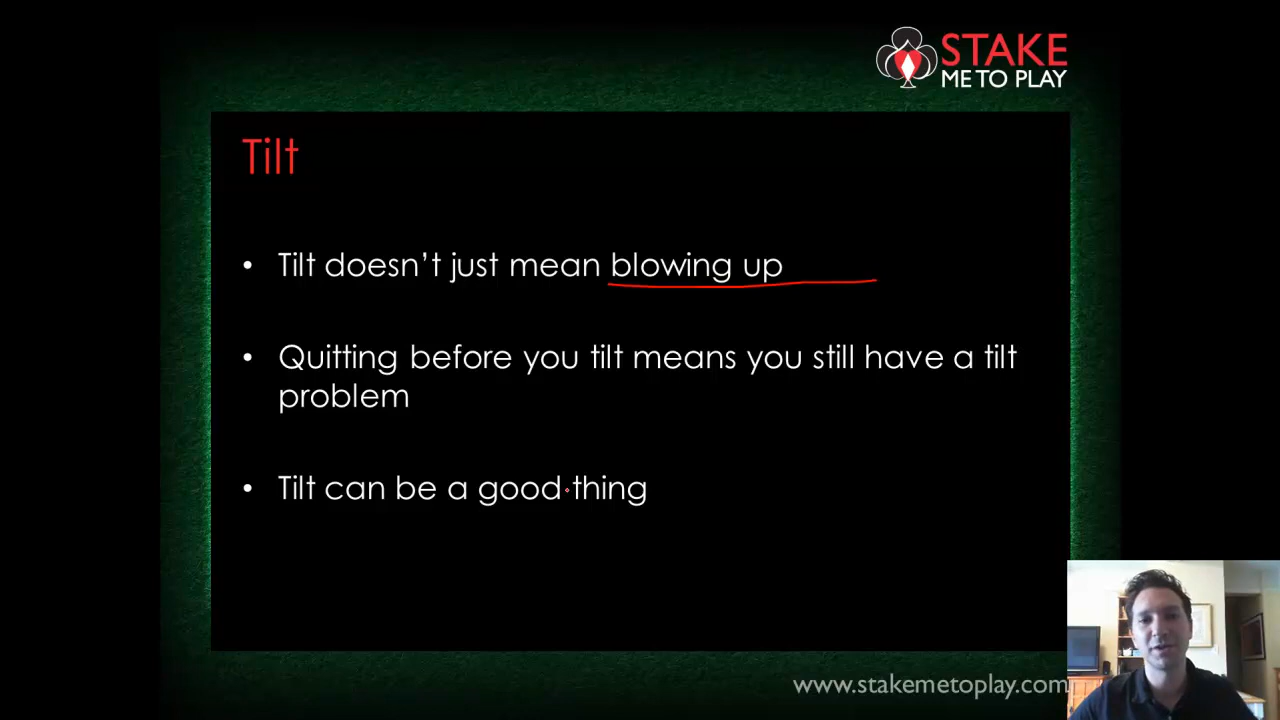 STAKE
ME TO PLAY
Tilt
• Tilt doesn't just mean blowing up
• Quitting before you tilt means you still have a tilt
problem
• Tilt can be a good thing
www.stakemetoplay.com